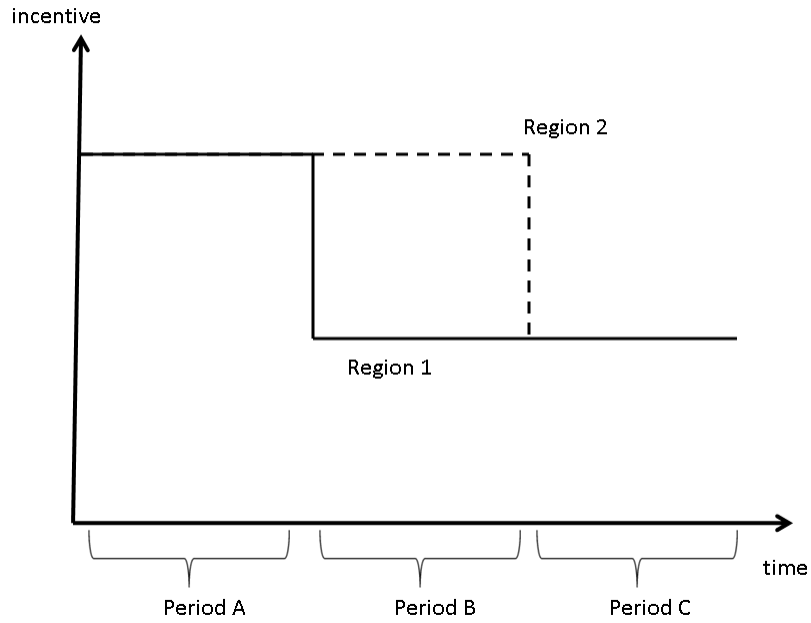 incentive
Region 2
Region 1
time
Period A
Period B
Period C